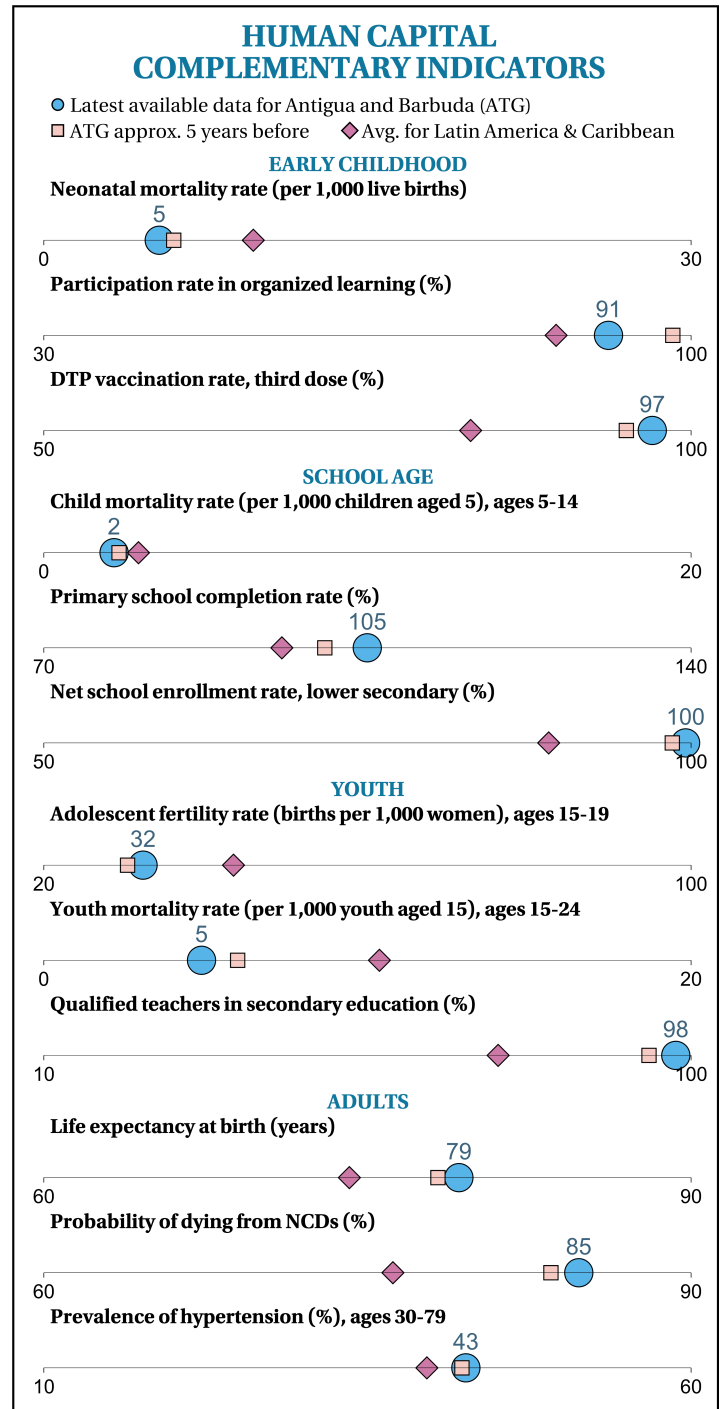 HUMAN CAPITAL
COMPLEMENTARY INDICATORS
Latest available data for Antigua and Barbuda (ATG)
ATG approx. 5 years before Avg. for Latin America & Caribbean
EARLY CHILDHOOD
Neonatal mortality rate (per 1,000 live births)
5
0 30
Participation rate in organized learning (%)
91
30 100
DTP vaccination rate, third dose (%)
97
50 100
SCHOOL AGE
Child mortality rate (per 1,000 children aged 5), ages 5-14
2
0 20
Primary school completion rate (%)
105
70 140
Net school enrollment rate, lower secondary (%)
100
50 100
YOUTH
Adolescent fertility rate (births per 1,000 women), ages 15-19
32
20 100
Youth mortality rate (per 1,000 youth aged 15), ages 15-24
5
0 20
Qualified teachers in secondary education (%)
98
10 100
ADULTS
Life expectancy at birth (years)
79
60 90
Probability of dying from NCDs (%)
85
60 90
Prevalence of hypertension (%), ages 30-79
43
10 60